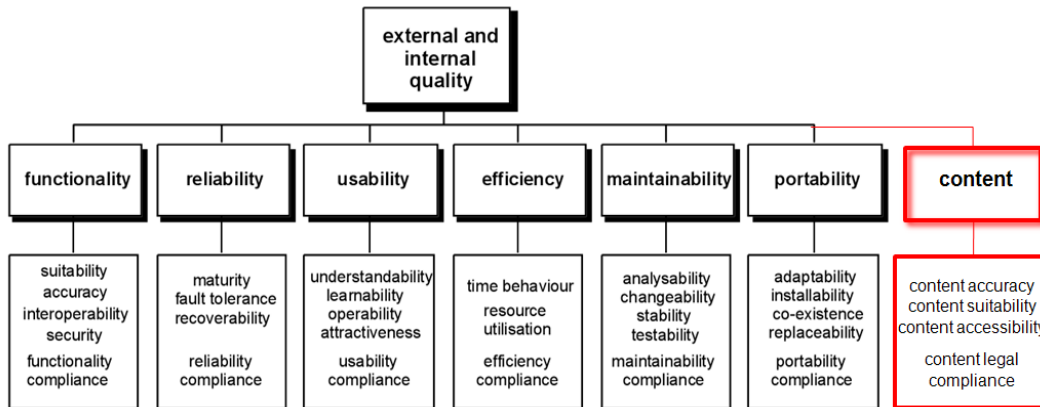 external and
internal
quality
functionality
reliability
usability
efficiency
maintainability
portability
content
suitability
accuracy
interoperability
security
functionality
compliance
maturity
fault tolerance
recoverability
reliability
compliance
understandability
learnability
operability
attractiveness
usability
compliance
time behaviour
resource
utilisation
efficiency
compliance
analysability
changeability
stability
testability
maintainability
compliance
adaptability
installability
co-existence
replaceability
portability
compliance
content accuracy
content suitability
content accessibility
content legal
compliance